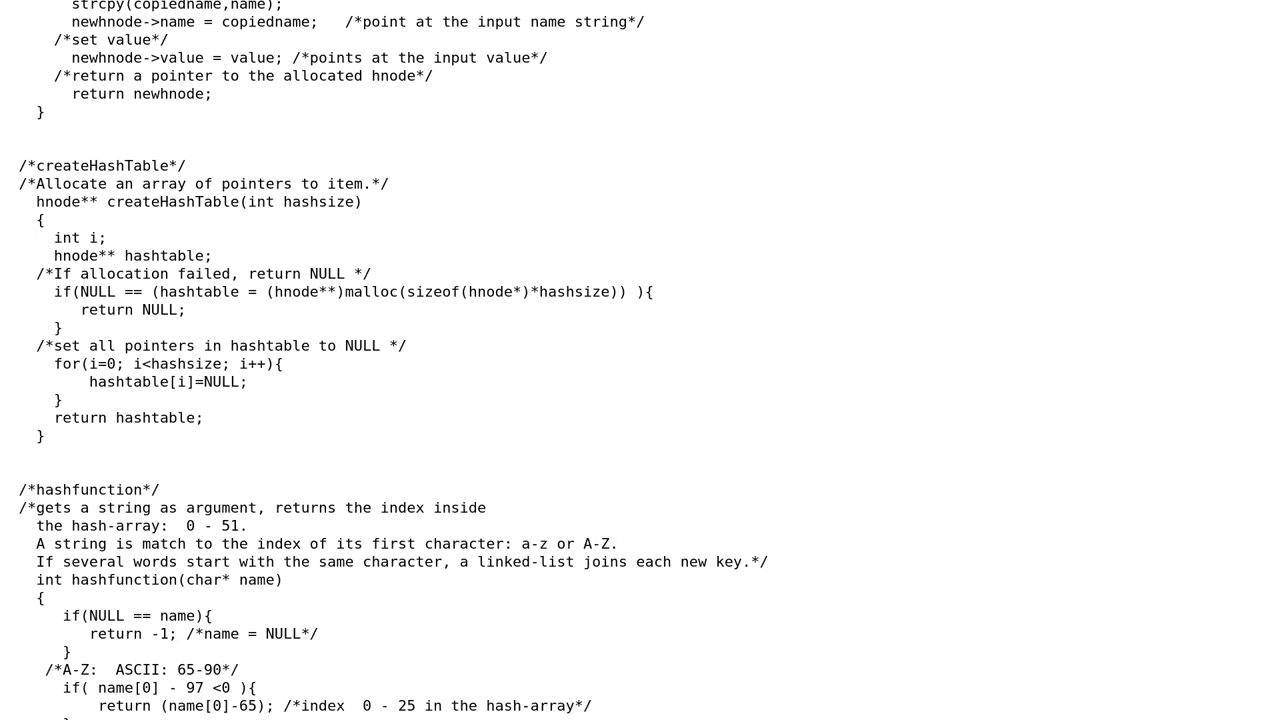 strcpy(copiedname,name);
newhnode->name = copiedname;   /*point at the input name string*/
/*set value*/
newhnode->value = value; /*points at the input value*/
/*return a pointer to the allocated hnode*/
return newhnode;
}
/*createHashTable*/
/*Allocate an array of pointers to item.*/
hnode** createHashTable(int hashsize)
{
int i;
hnode** hashtable;
/*If allocation failed, return NULL */
if(NULL == (hashtable = (hnode**)malloc(sizeof(hnode*)*hashsize)) ){
return NULL;
}
/*set all pointers in hashtable to NULL */
for(i=0; i<hashsize; i++){
hashtable[i]=NULL;
}
return hashtable;
}
/*hashfunction*/
/*gets a string as argument, returns the index inside
the hash-array:  0 - 51.
A string is match to the index of its first character: a-z or A-Z.
If several words start with the same character, a linked-list joins each new key.*/
int hashfunction(char* name)
{
if(NULL == name){
return -1; /*name = NULL*/
}
/*A-Z:  ASCII: 65-90*/
if( name[0] - 97 <0 ){
return (name[0]-65); /*index  0 - 25 in the hash-array*/
}